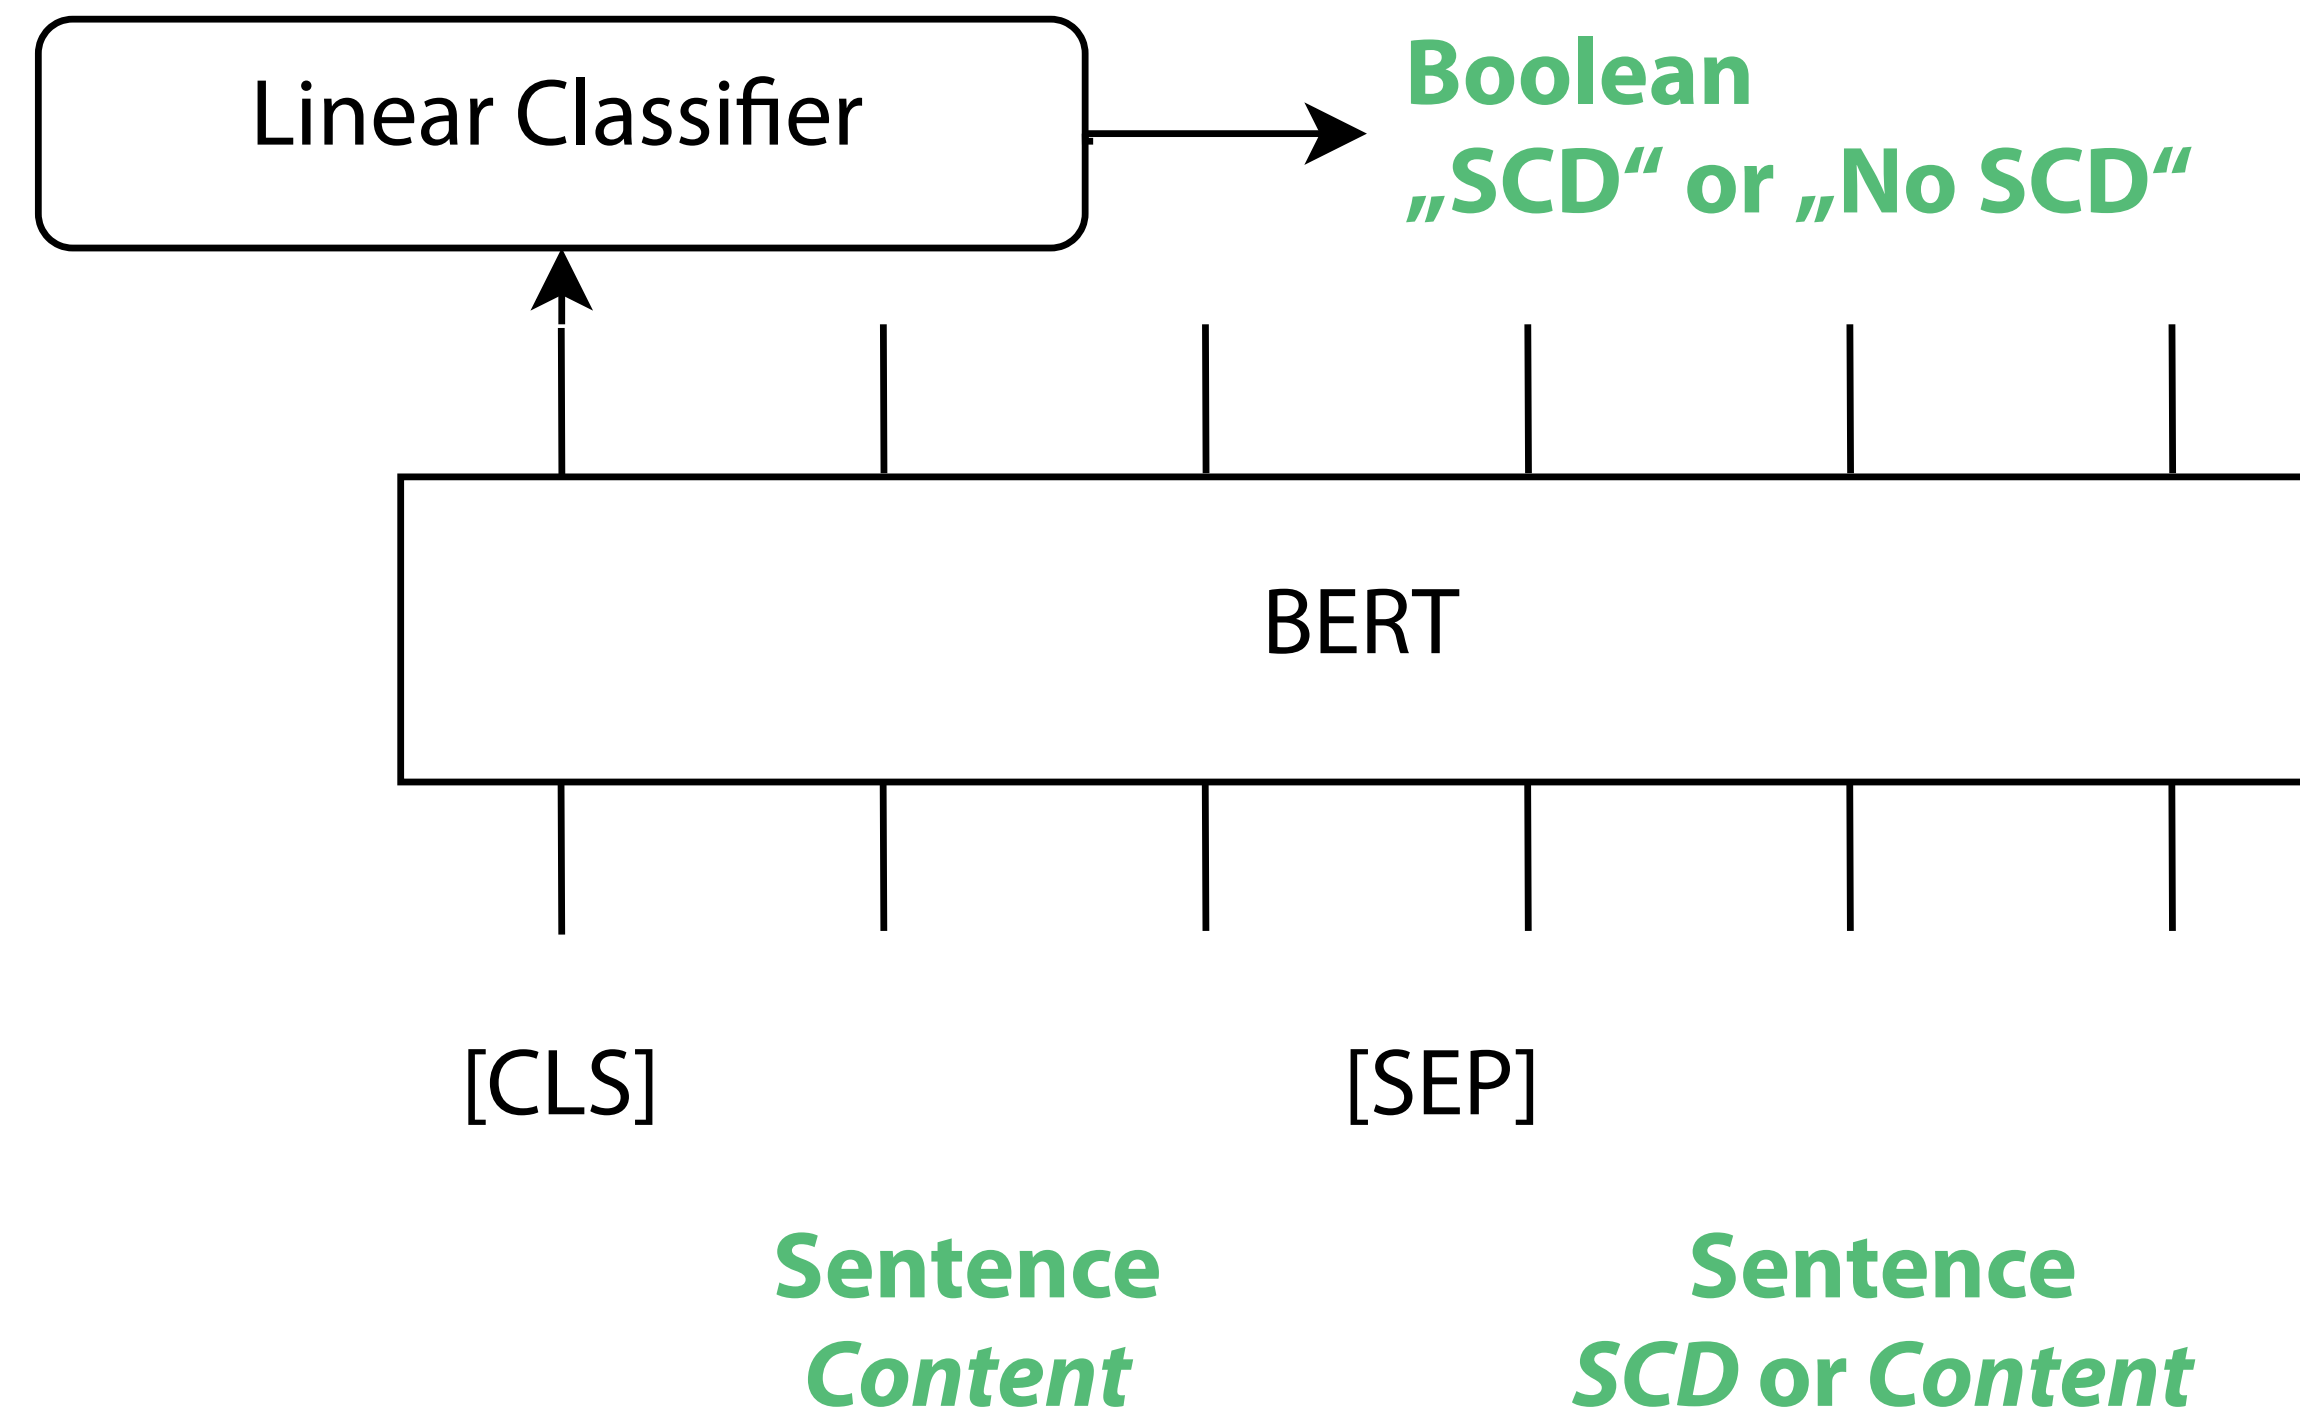 Linear Classifier
Boolean
„SCD“ or „No SCD“
BERT
[CLS]
[SEP]
Sentence
Content
Sentence
SCD or Content